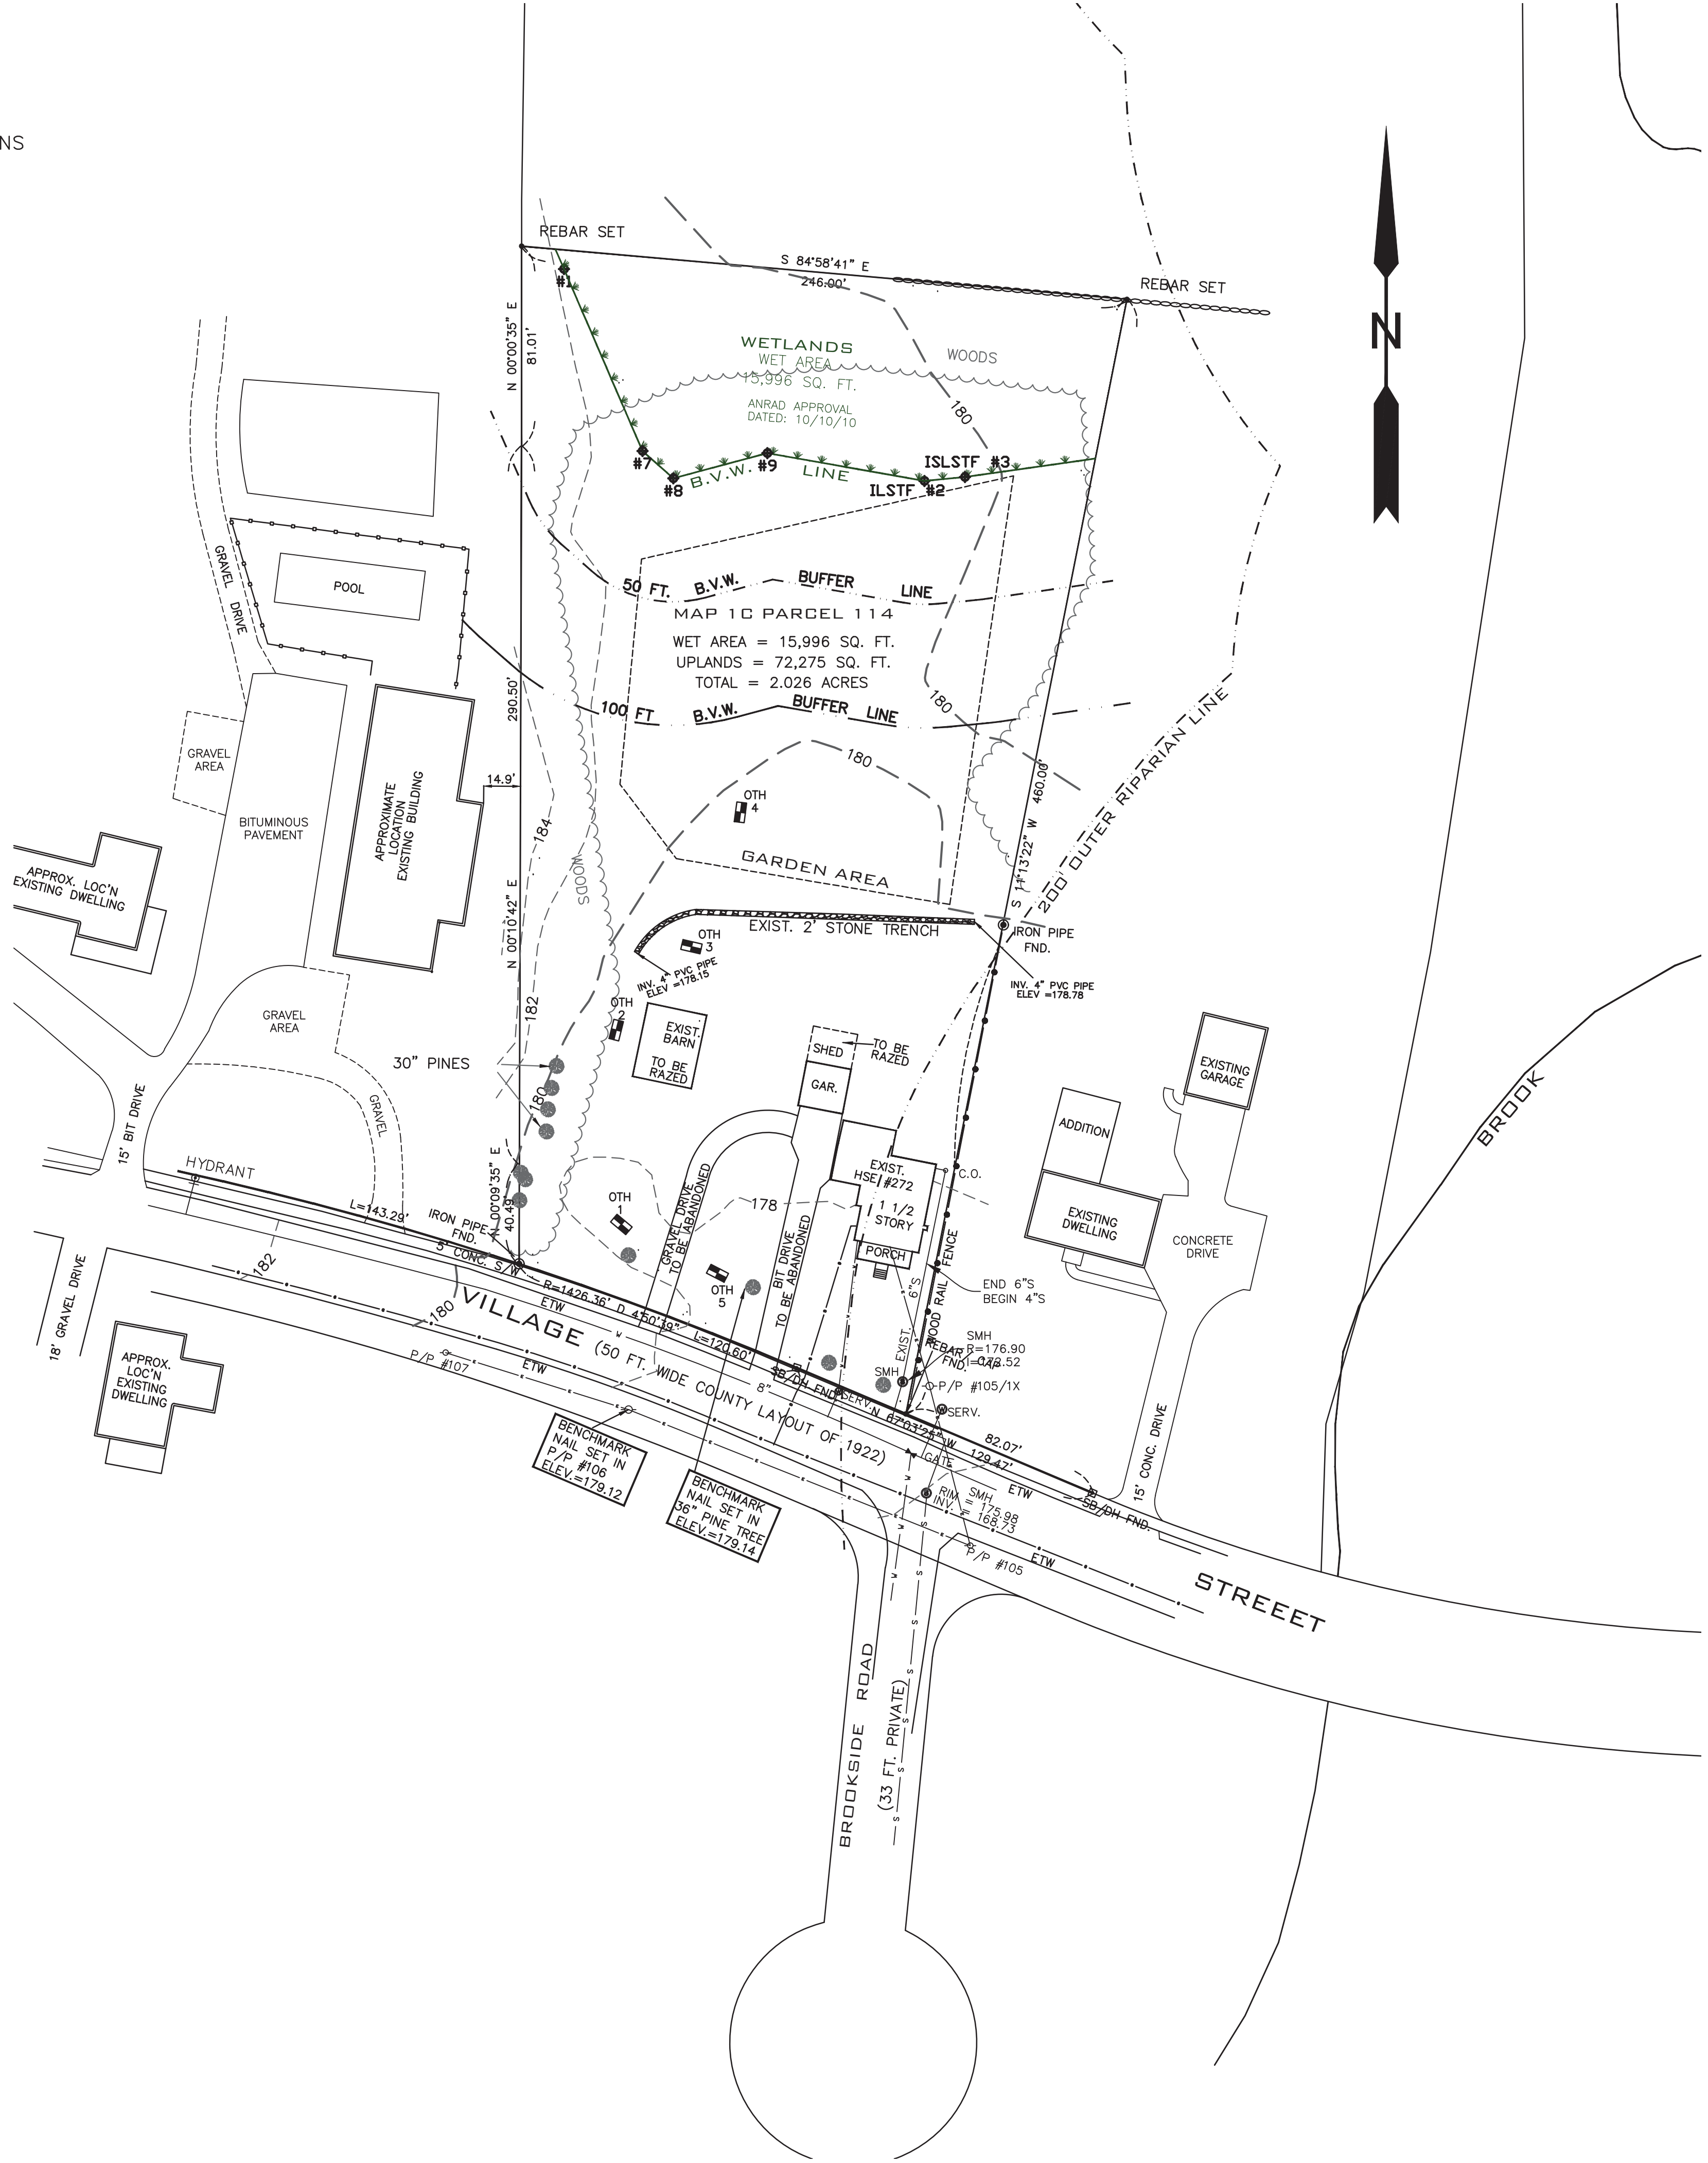 NS
REBAR SET
S 84°58'41" E
246.00'
REBAR SET
N
#1
N 00°00'35" E
81.01'
WETLANDS
WET AREA
15,996 SQ. FT.
WOODS
ANRAD APPROVAL
DATED: 10/10/10
180
#7
#8
B.V.W. LINE
#9
ISLSTF #3
ILSTF #2
GRAVEL DRIVE
POOL
50 FT. B.V.W. BUFFER LINE
MAP 1C PARCEL 114
WET AREA = 15,996 SQ. FT.
UPLANDS = 72,275 SQ. FT.
TOTAL = 2.026 ACRES
290.50'
180
100 FT B.V.W. BUFFER LINE
200 OUTER RIPARIAN LINE
GRAVEL
AREA
180
14.9'
460.00'
S 11°13'22" W
OTH
4
APPROXIMATE
LOCATION
EXISTING BUILDING
BITUMINOUS
PAVEMENT
184
WOODS
APPROX. LOC'N
EXISTING DWELLING
GARDEN AREA
N 00°10'42" E
EXIST. 2' STONE TRENCH
IRON PIPE
FND.
OTH
3
INV. 4" PVC PIPE
ELEV =178.15
INV. 4" PVC PIPE
ELEV =178.78
182
OTH
2
GRAVEL
AREA
EXIST.
BARN
TO BE
RAZED
SHED
TO BE
RAZED
30" PINES
GAR.
EXISTING
GARAGE
180
GRAVEL
15' BIT DRIVE
ADDITION
BROOK
HYDRANT
EXIST.
HSE #272
1 1/2
STORY
C.O.
N 00°09'35" E
40.49'
OTH
1
GRAVEL DRIVE
TO BE ABANDONED
178
L=143.29'
IRON PIPE
FND.
5' CONC. S/W
BIT DRIVE
TO BE ABANDONED
EXISTING
DWELLING
CONCRETE
DRIVE
PORCH
WOOD RAIL FENCE
182
18' GRAVEL DRIVE
OTH
5
EXIST. 6"S
END 6"S
BEGIN 4"S
R=1426.36' D 4°50'39" L=120.60'
ETW
180
VILLAGE
(50 FT. WIDE COUNTY LAYOUT OF 1922)
W
SMH
R=176.90
I=172.52
REBAR
FND.
P/P #107
ETW
8"
SB/DH FND.
SERV.
SMH
P/P #105/1X
SERV.
APPROX.
LOC'N
EXISTING
DWELLING
N 67°03'25" W
129.47'
82.07'
15' CONC. DRIVE
GATE
BENCHMARK
NAIL SET IN
P/P #106
ELEV.=179.12
BENCHMARK
NAIL SET IN
36" PINE TREE
ELEV.=179.14
SMH
RIM = 175.98
INV. = 168.73
ETW
SB/DH FND.
P/P #105
ETW
STREEET
BROOKSIDE ROAD
(33 FT. PRIVATE)